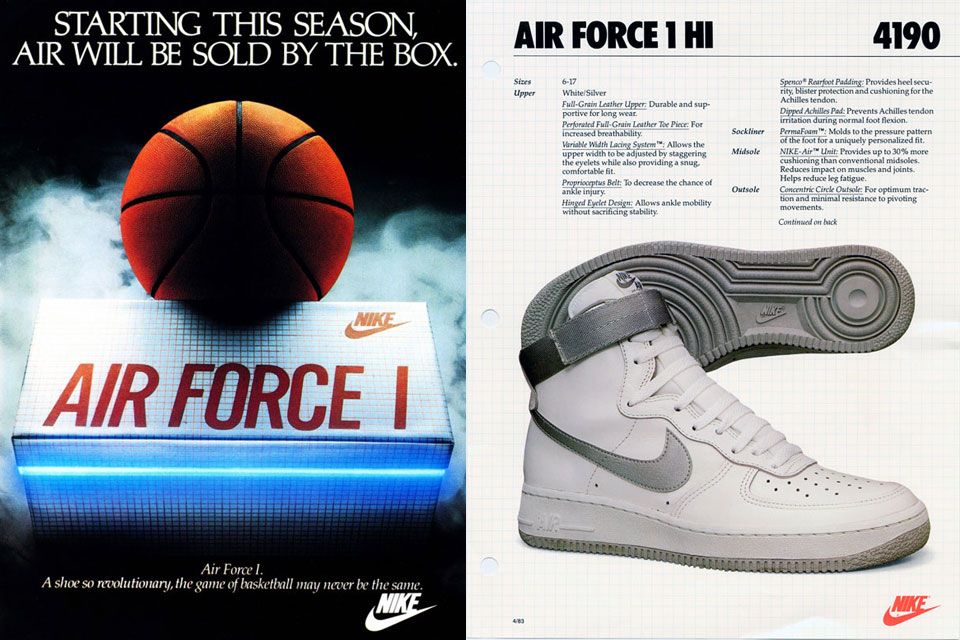 STARTING THIS SEASON,
AIR WILL BE SOLD BY THE BOX.
NIKE
AIR FORCE I
Air Force I.
A shoe so revolutionary, the game of basketball may never be the same.
NIKE
AIR FORCE 1 HI 4190
Sizes 6-17
Upper White/Silver
Full-Grain Leather Upper: Durable and sup-
portive for long wear.
Perforated Full-Grain Leather Toe Piece: For
increased breathability.
Variable Width Lacing System™: Allows the
upper width to be adjusted by staggering
the eyelets while also providing a snug,
comfortable fit.
Proprioceptus Belt: To decrease the chance of
ankle injury.
Hinged Eyelet Design: Allows ankle mobility
without sacrificing stability.
Spenco® Rearfoot Padding: Provides heel secu-
rity, blister protection and cushioning for the
Achilles tendon.
Dipped Achilles Pad: Prevents Achilles tendon
irritation during normal foot flexion.
Sockliner PermaFoam™: Molds to the pressure pattern
of the foot for a uniquely personalized fit.
Midsole NIKE-Air™ Unit: Provides up to 30% more
cushioning than conventional midsoles.
Reduces impact on muscles and joints.
Helps reduce leg fatigue.
Outsole Concentric Circle Outsole: For optimum trac-
tion and minimal resistance to pivoting
movements.
Continued on back
NIKE
NIKE
AIR
4/83
NIKE